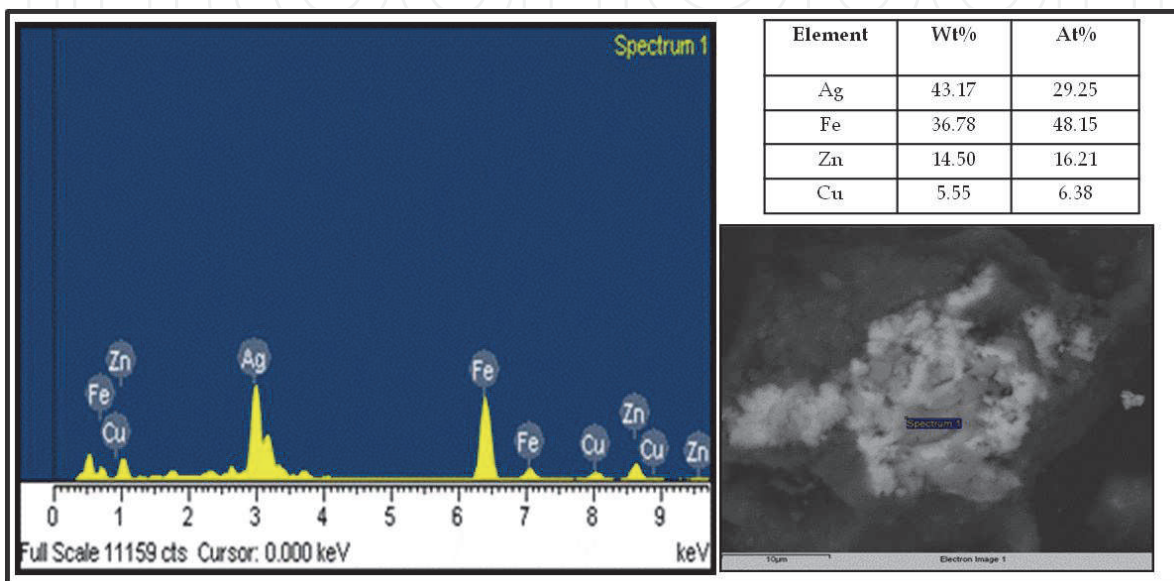 Spectrum 1
Zn
Fe
Cu
Ag
Fe
Fe
Cu
Zn
Cu
Zn
0 1 2 3 4 5 6 7 8 9
Full Scale 11159 cts Cursor: 0.000 keV keV
Element Wt% At%
Ag 43.17 29.25
Fe 36.78 48.15
Zn 14.50 16.21
Cu 5.55 6.38
Spectrum 1
10µm Electron Image 1